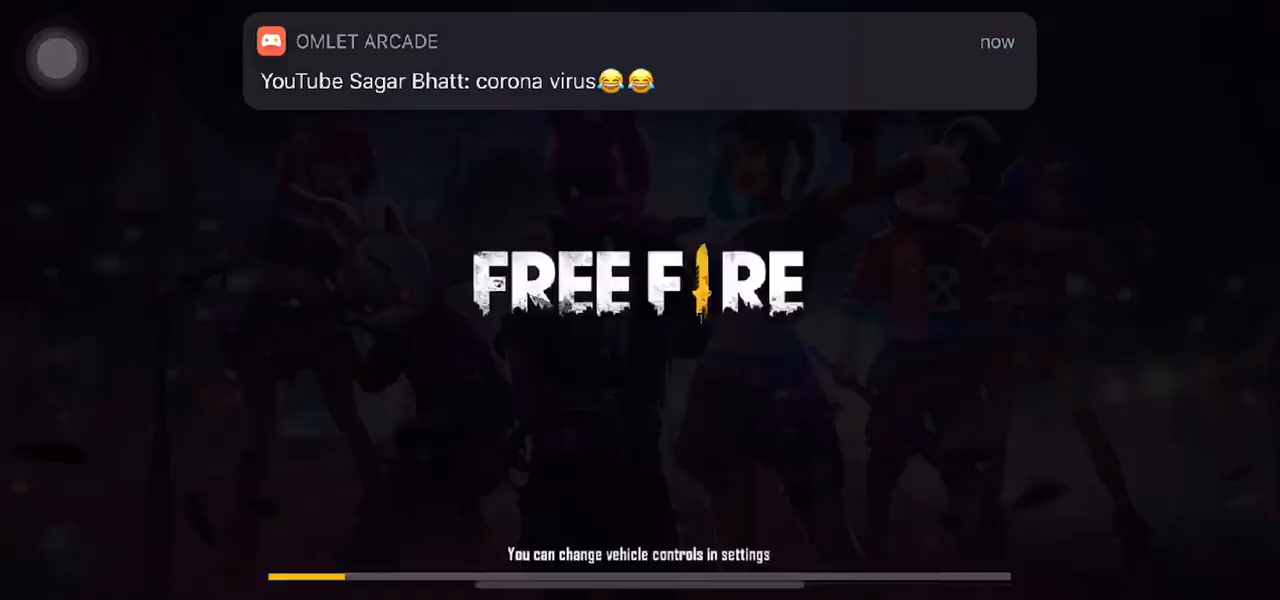 OMLET ARCADE
now
YouTube Sagar Bhatt: corona virus😂😂
FREE FIRE
You can change vehicle controls in settings